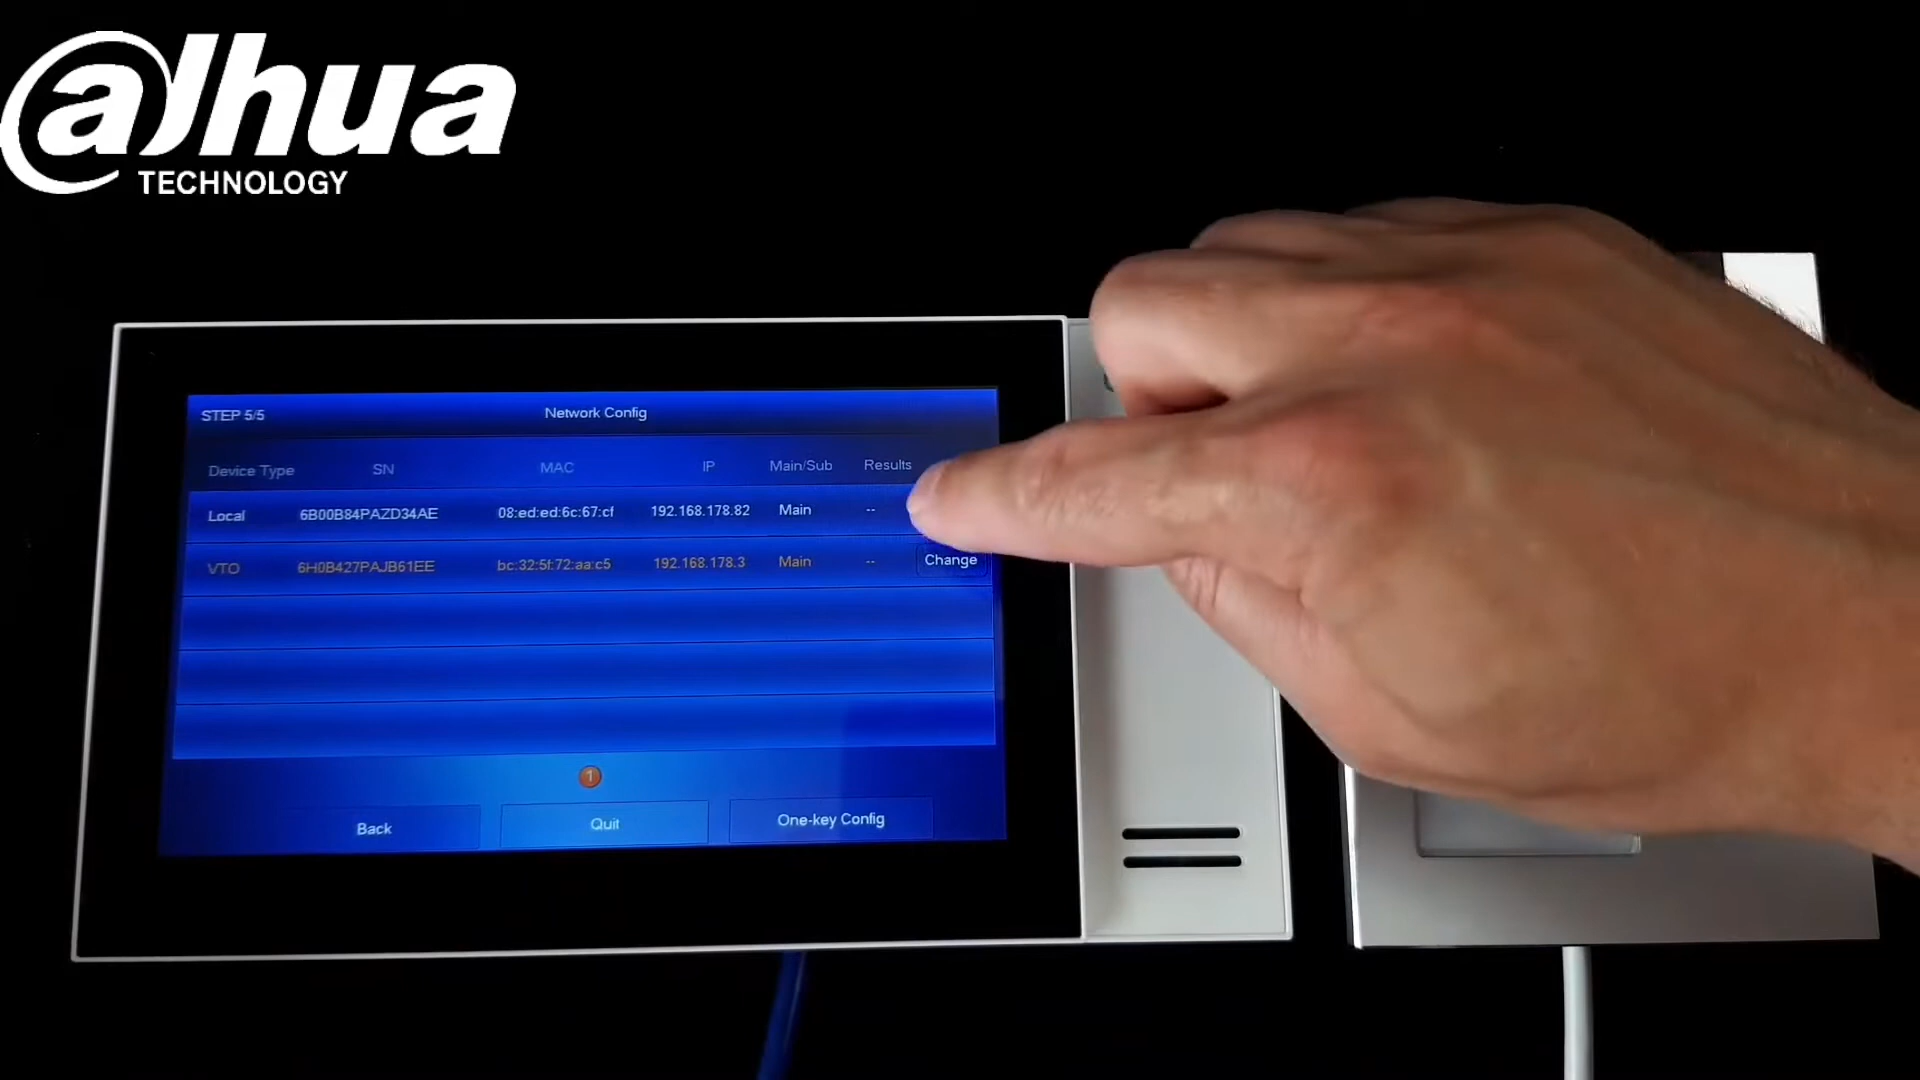 alhua
TECHNOLOGY
STEP 5/5 Network Config
Device Type SN MAC IP Main/Sub Results
Local 6B00B84PAZD34AE 08:ed:ed:6c:67:cf 192.168.178.82 Main --
VTO 6H0B427PAJB61EE bc:32:5f:72:aa:c5 192.168.178.3 Main -- Change
1
Back Quit One-key Config